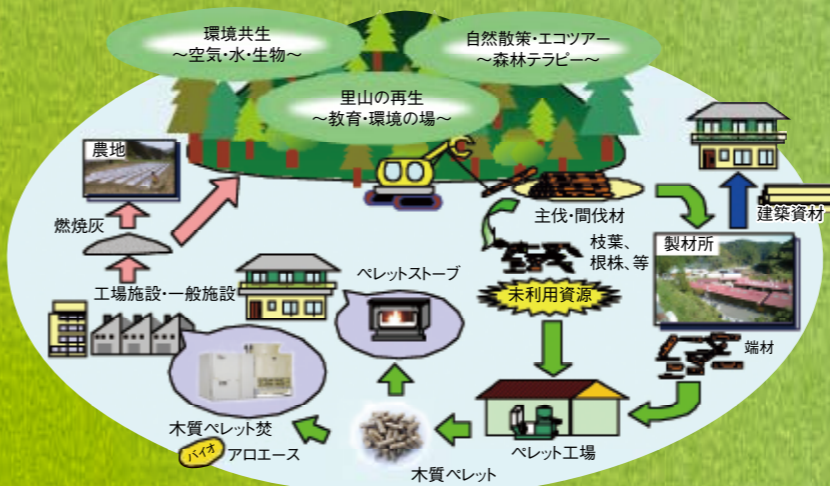 環境共生
~空気・水・生物~
自然散策・エコツアー
~森林テラピー~
里山の再生
~教育・環境の場~
農地
燃焼灰
主伐・間伐材
建築資材
枝葉、
根株、等
製材所
未利用資源
工場施設・一般施設
ペレットストーブ
端材
木質ペレット焚
バイオ アロエース
木質ペレット
ペレット工場